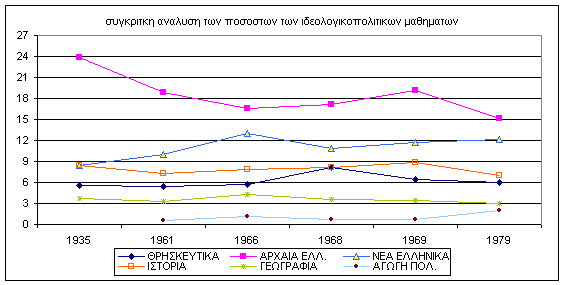 συγκριτκη αναλυση των ποσοστων των ιδεολογικοπολιτικων μαθηματων
27
24
21
18
15
12
9
6
3
0
1935 1961 1966 1968 1969 1979
ΘΡΗΣΚΕΥΤΙΚΑ ΑΡΧΑΙΑ ΕΛΛ. ΝΕΑ ΕΛΛΗΝΙΚΑ
ΙΣΤΟΡΙΑ ΓΕΩΓΡΑΦΙΑ ΑΓΩΓΗ ΠΟΛ.